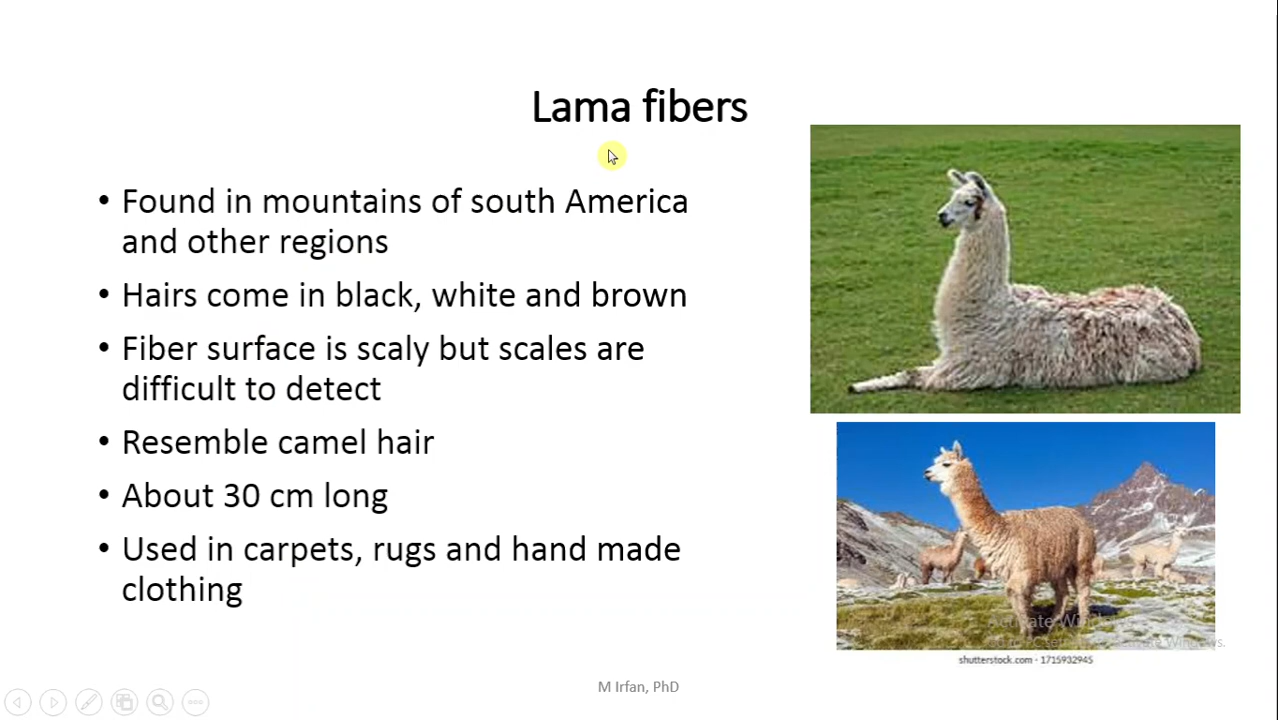 Lama fibers
• Found in mountains of south America
and other regions
• Hairs come in black, white and brown
• Fiber surface is scaly but scales are
difficult to detect
• Resemble camel hair
• About 30 cm long
• Used in carpets, rugs and hand made
clothing
Activate Windows
shutterstock.com · 1715932945
M Irfan, PhD